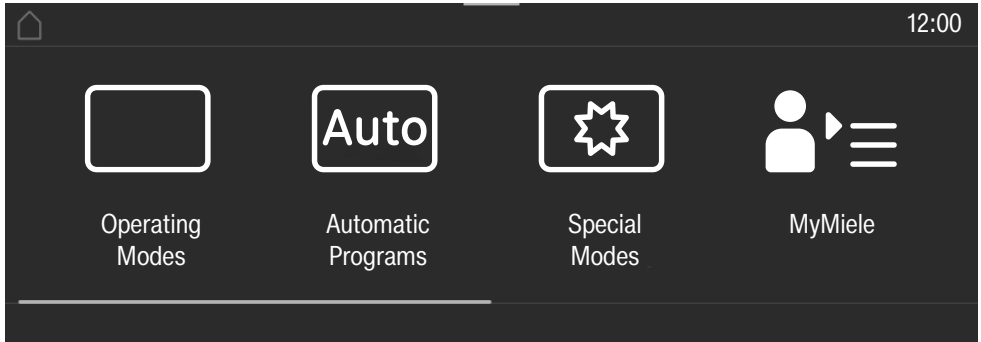 12:00
Auto
Operating
Modes
Automatic
Programs
Special
Modes
MyMiele